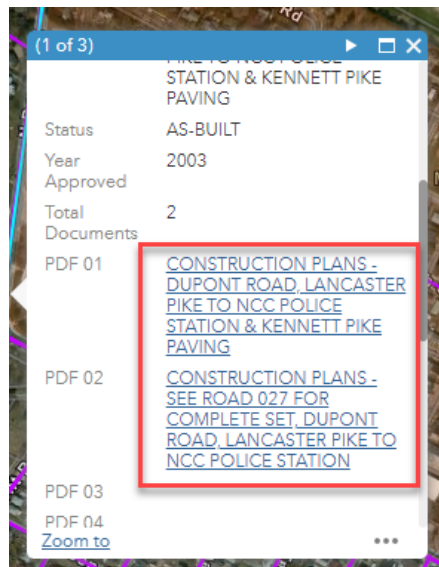 Rd
(1 of 3)
STATION & KENNETT PIKE
PAVING
Status AS-BUILT
Year Approved 2003
Total Documents 2
PDF 01 CONSTRUCTION PLANS -
DUPONT ROAD, LANCASTER
PIKE TO NCC POLICE
STATION & KENNETT PIKE
PAVING
PDF 02 CONSTRUCTION PLANS -
SEE ROAD 027 FOR
COMPLETE SET, DUPONT
ROAD, LANCASTER PIKE TO
NCC POLICE STATION
PDF 03
PDF 04
Zoom to